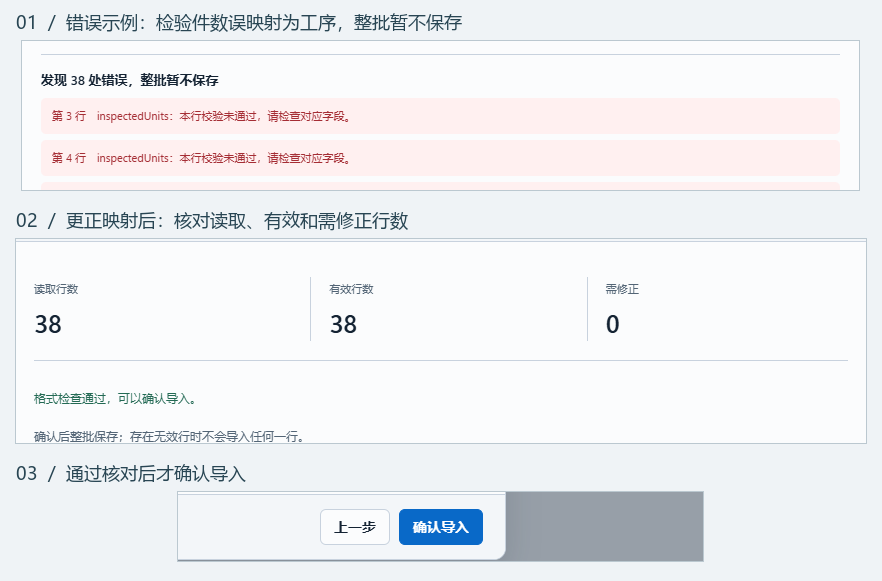 01 / 错误示例：检验件数误映射为工序，整批暂不保存
发现 38 处错误，整批暂不保存
第 3 行 inspectedUnits：本行校验未通过，请检查对应字段。
第 4 行 inspectedUnits：本行校验未通过，请检查对应字段。
02 / 更正映射后：核对读取、有效和需修正行数
读取行数 有效行数 需修正
38 38 0
格式检查通过，可以确认导入。
确认后整批保存；存在无效行时不会导入任何一行。
03 / 通过核对后才确认导入
上一步 确认导入